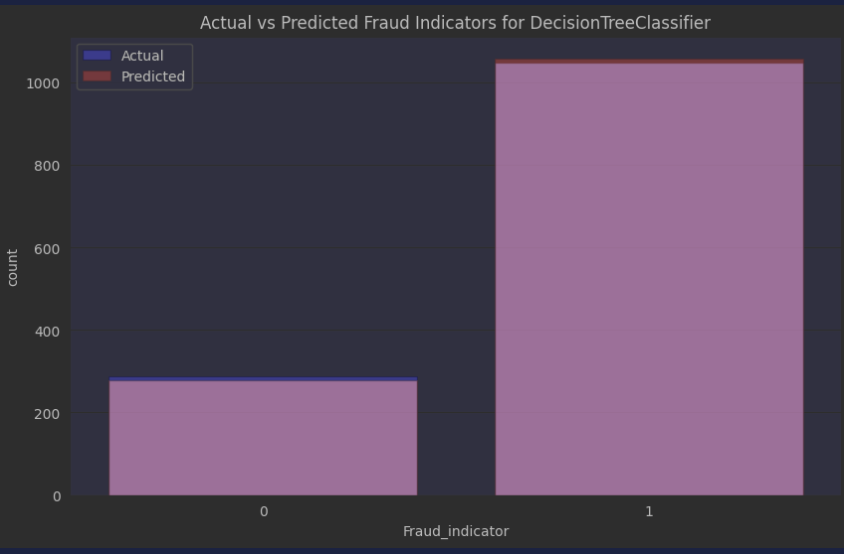 Actual vs Predicted Fraud Indicators for DecisionTreeClassifier
Actual
Predicted
1000
800
600
400
200
0
count
0 1
Fraud_indicator